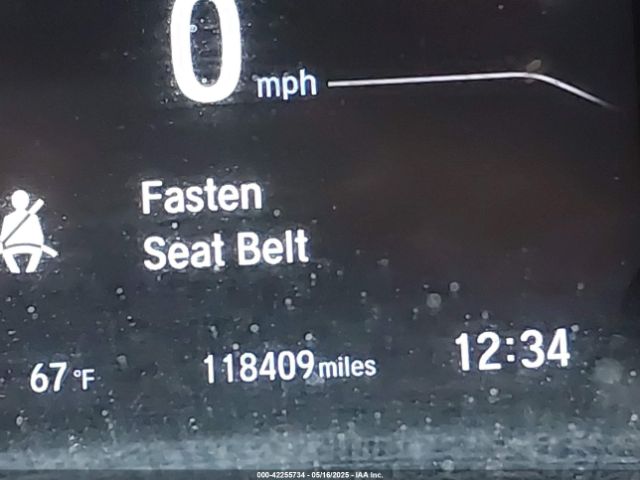 0 mph
Fasten
Seat Belt
67 °F 118409 miles 12:34
000-42255734 - 05/16/2025 - IAA Inc.